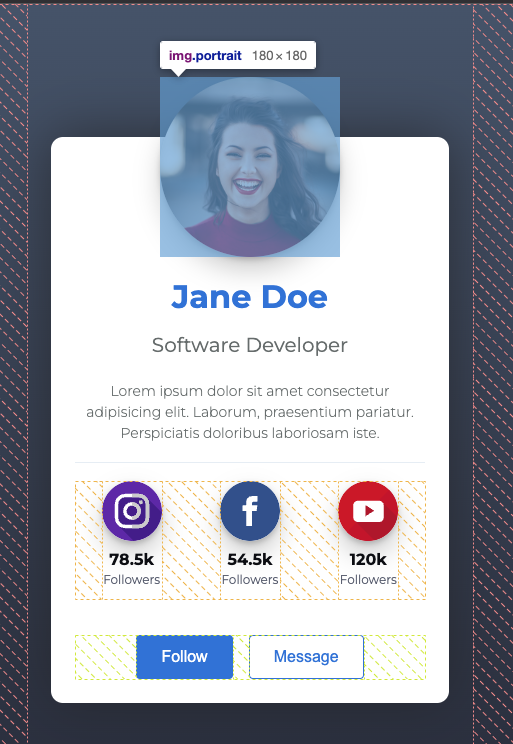 img.portrait 180 × 180
Jane Doe
Software Developer
Lorem ipsum dolor sit amet consectetur
adipisicing elit. Laborum, praesentium pariatur.
Perspiciatis doloribus laboriosam iste.
78.5k 54.5k 120k
Followers Followers Followers
Follow Message